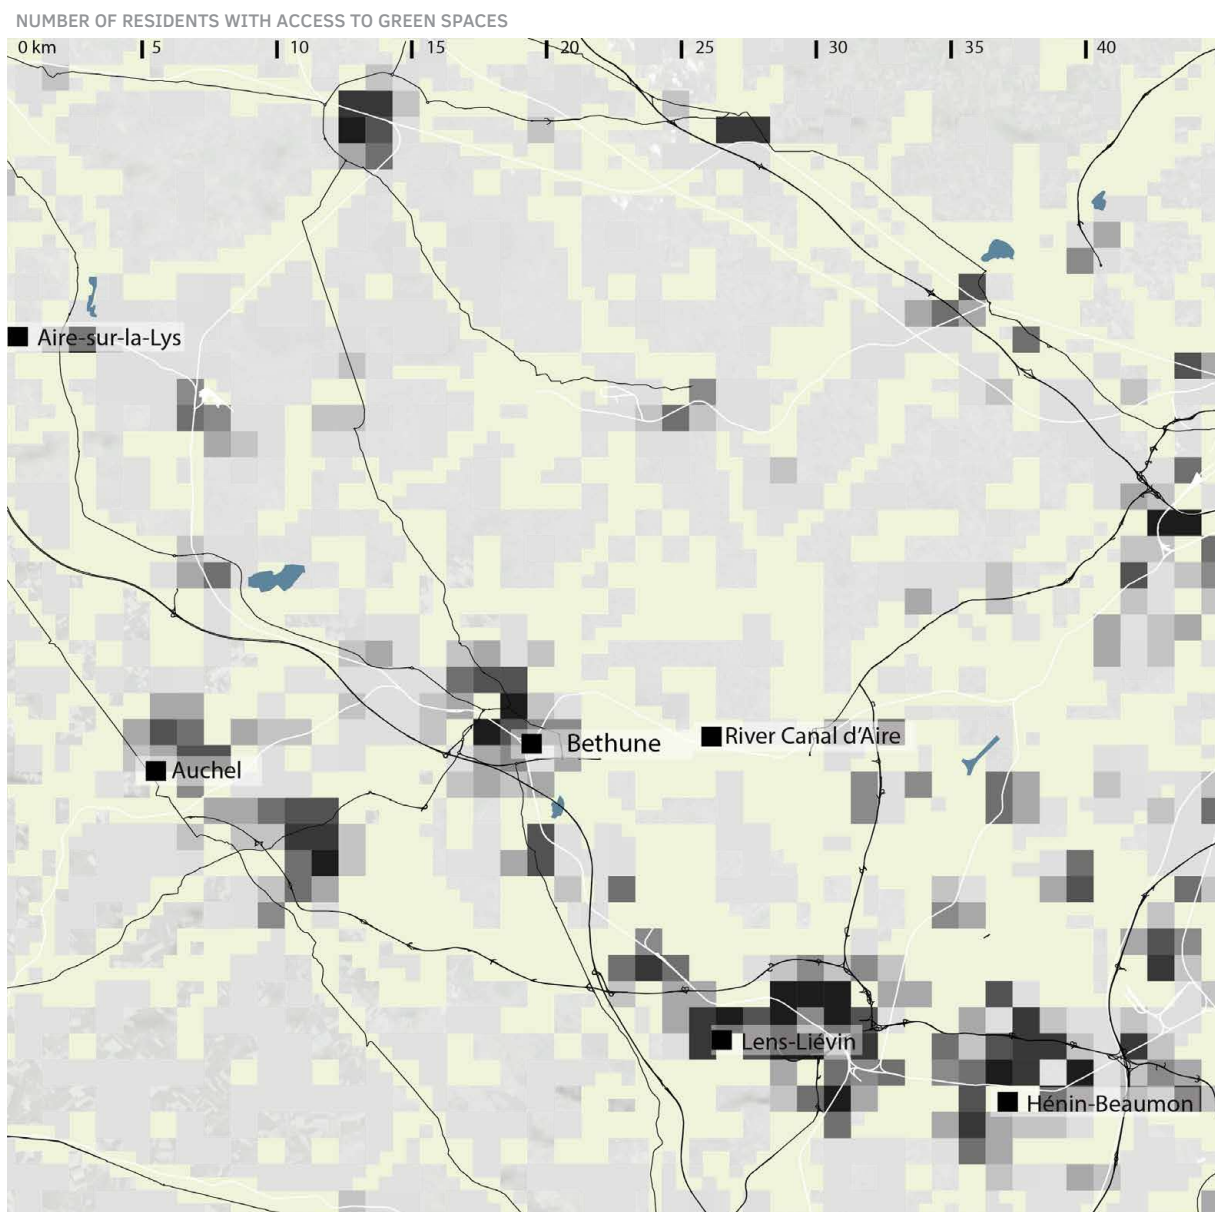 NUMBER OF RESIDENTS WITH ACCESS TO GREEN SPACES
0 km 5 10 15 20 25 30 35 40
Aire-sur-la-Lys
Bethune
River Canal d’Aire
Auchel
Lens-Liévin
Hénin-Beaumon